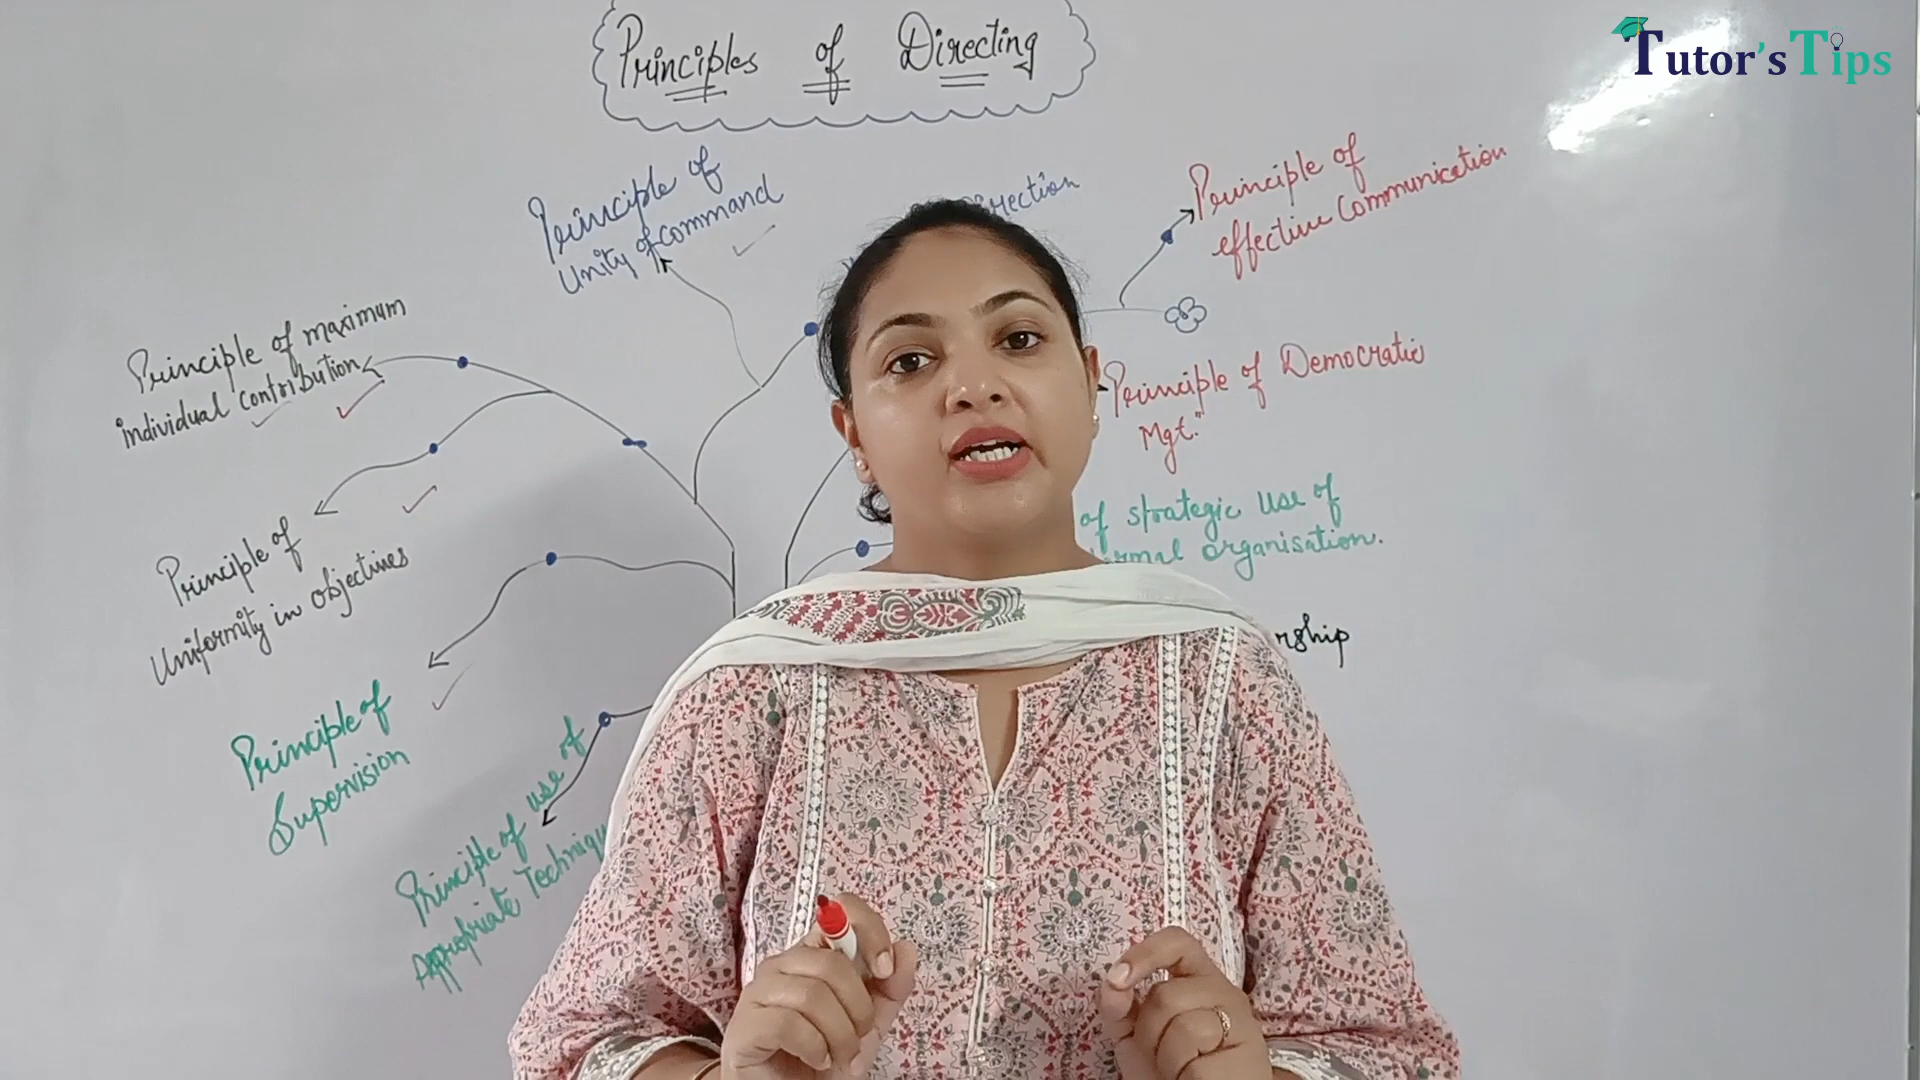 Tutor'sTips
Principles of Directing
Principle of
Unity of command
Principle of
effective Communication
Principle of maximum
individual contribution
Principle of Democratic
Mgt."
Principle of
Uniformity in objectives
of strategic use of
organisation.
Principle of
Supervision
Principle of use of
Appropriate